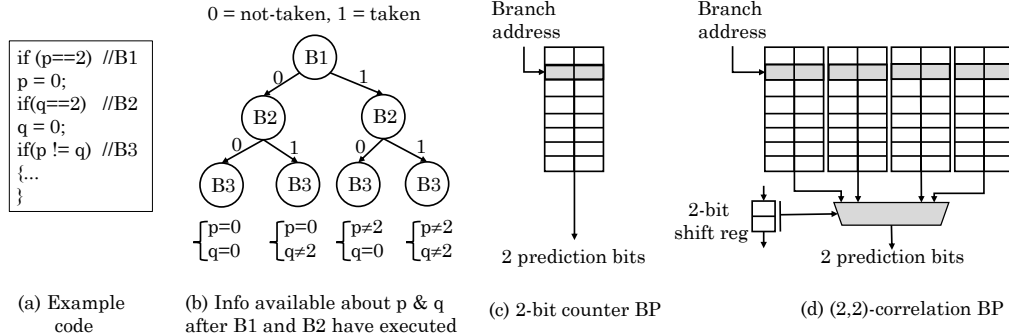 0 = not-taken, 1 = taken
if (p==2) //B1
p = 0;
if(q==2) //B2
q = 0;
if(p != q) //B3
{...
}
B1
0
1
B2
B2
0
1
0
1
B3
B3
B3
B3
p=0
q=0
p=0
q≠2
p≠2
q=0
p≠2
q≠2
Branch
address
2 prediction bits
Branch
address
2-bit
shift reg
2 prediction bits
(a) Example
code
(b) Info available about p & q
after B1 and B2 have executed
(c) 2-bit counter BP
(d) (2,2)-correlation BP